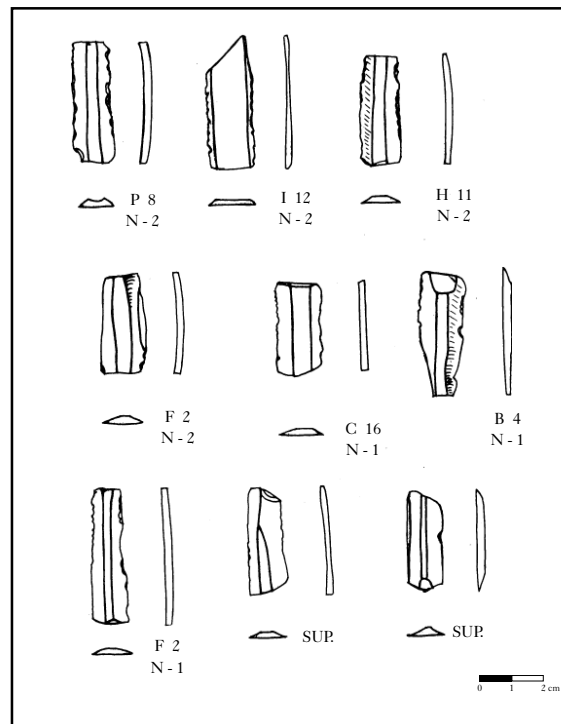 P 8
N - 2
I 12
N - 2
H 11
N - 2
F 2
N - 2
C 16
N - 1
B 4
N - 1
F 2
N - 1
SUP.
SUP.
0 1 2 cm